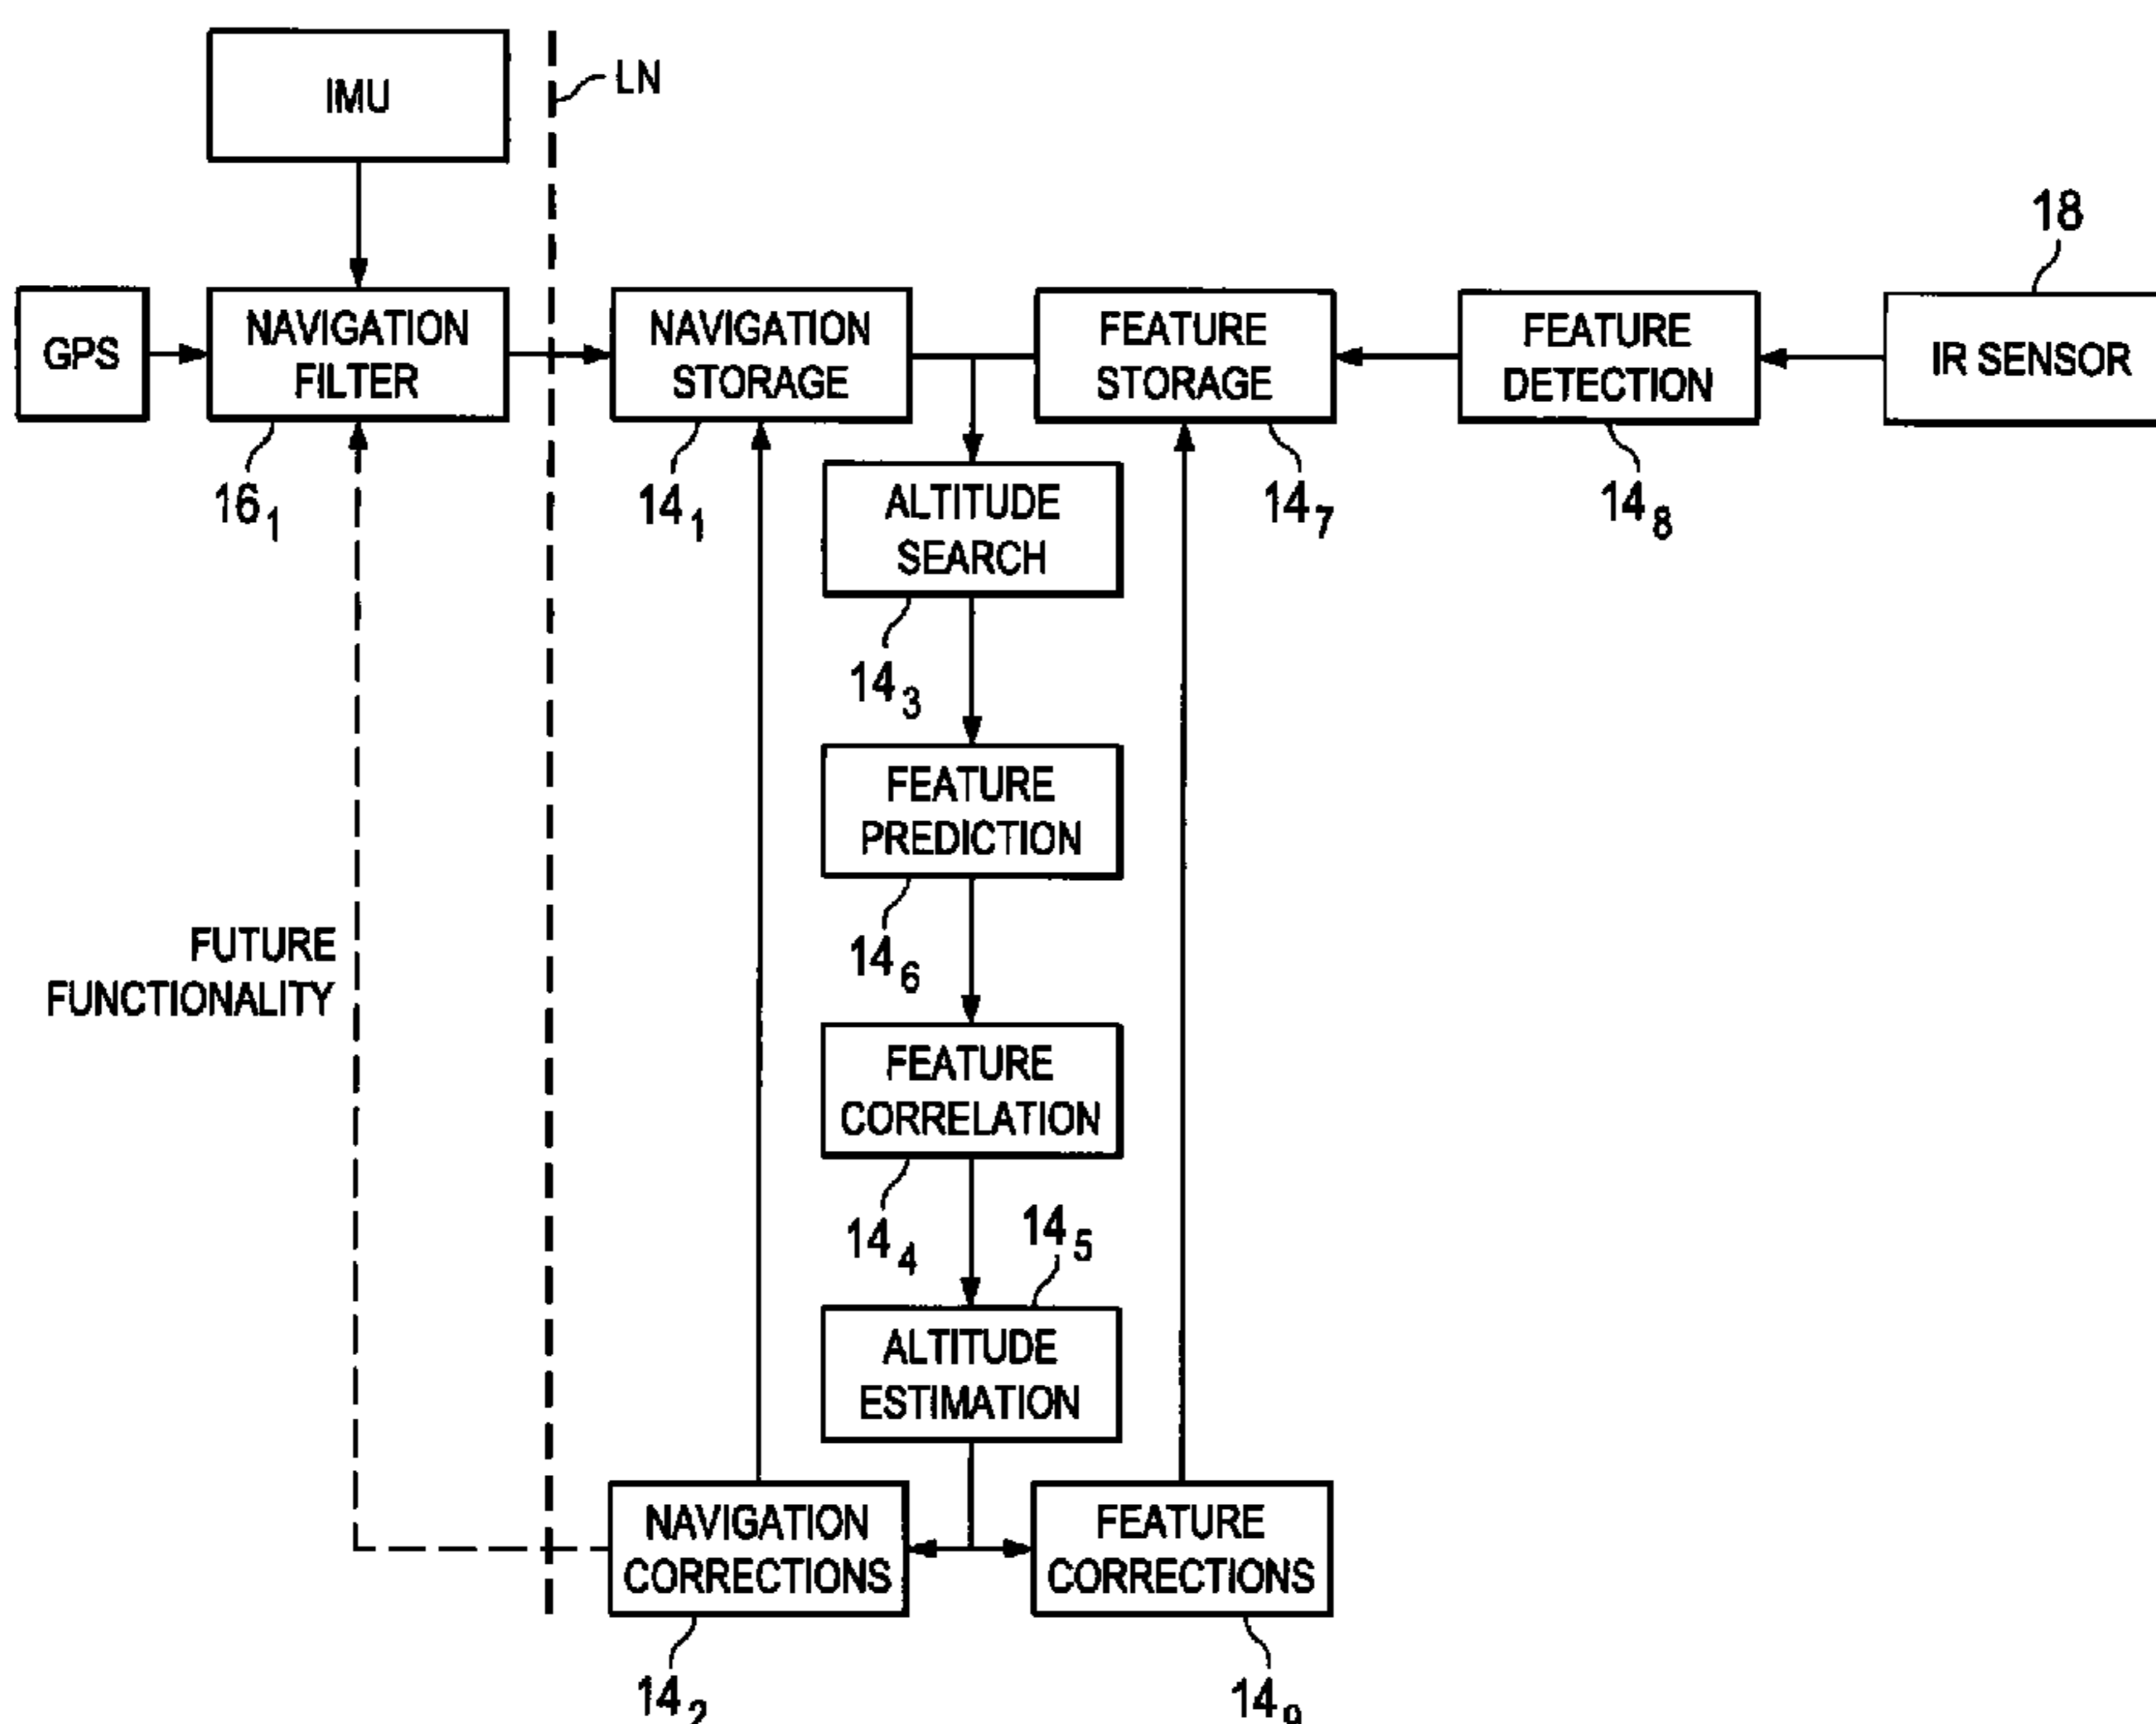 IMU
LN
18
GPS
NAVIGATION
FILTER
NAVIGATION
STORAGE
FEATURE
STORAGE
FEATURE
DETECTION
IR SENSOR
16 1
14 1
ALTITUDE
SEARCH
14 7
14 8
14 3
FEATURE
PREDICTION
14 6
FUTURE
FUNCTIONALITY
FEATURE
CORRELATION
14 4
14 5
ALTITUDE
ESTIMATION
NAVIGATION
CORRECTIONS
FEATURE
CORRECTIONS
14 2
14 9